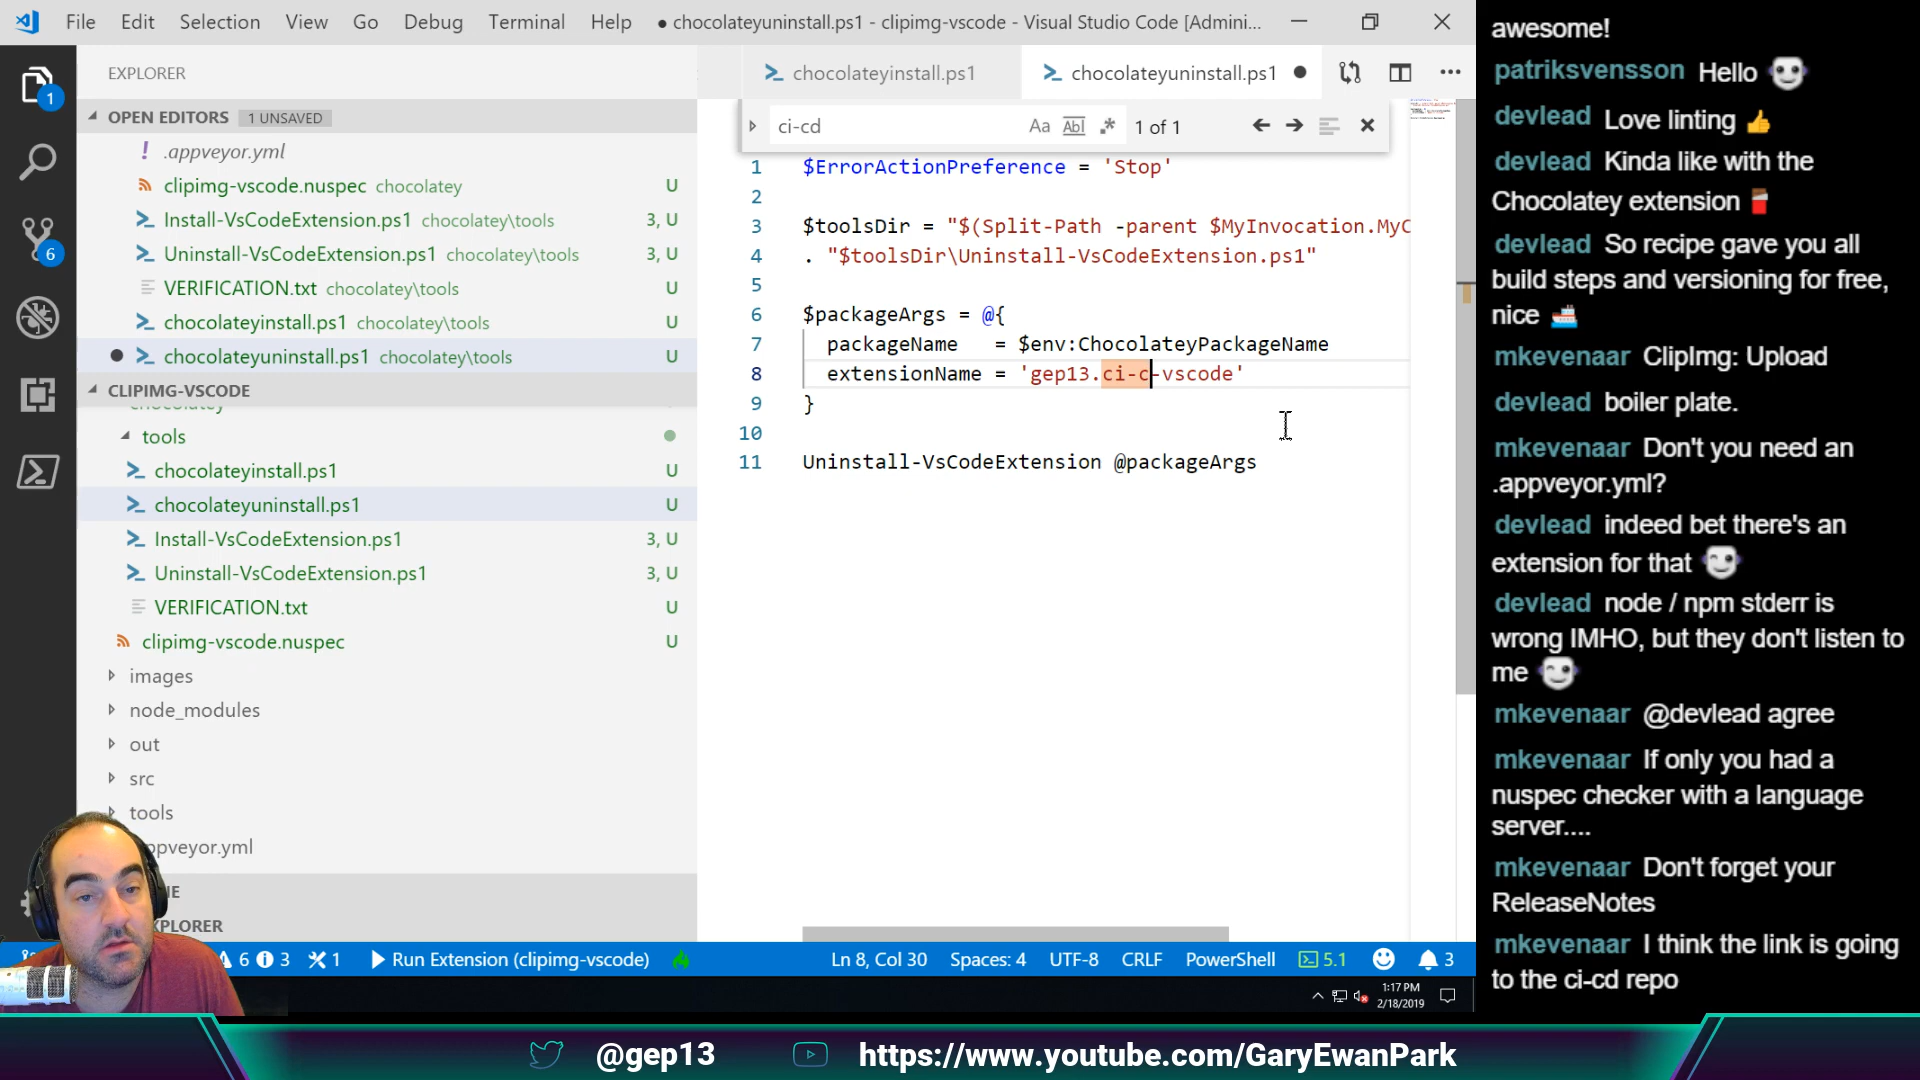 File Edit Selection View Go Debug Terminal Help ● chocolateyuninstall.ps1 - clipimg-vscode - Visual Studio Code [Admini...
EXPLORER
OPEN EDITORS 1 UNSAVED
.appveyor.yml
clipimg-vscode.nuspec chocolatey U
Install-VsCodeExtension.ps1 chocolatey\tools 3, U
Uninstall-VsCodeExtension.ps1 chocolatey\tools 3, U
VERIFICATION.txt chocolatey\tools U
chocolateyinstall.ps1 chocolatey\tools U
chocolateyuninstall.ps1 chocolatey\tools U
CLIPIMG-VSCODE
chocolatey
tools
chocolateyinstall.ps1 U
chocolateyuninstall.ps1 U
Install-VsCodeExtension.ps1 3, U
Uninstall-VsCodeExtension.ps1 3, U
VERIFICATION.txt U
clipimg-vscode.nuspec U
images
node_modules
out
src
tools
ppveyor.yml
NE
XPLORER
1
6
chocolateyinstall.ps1 chocolateyuninstall.ps1
ci-cd Aa Abl .* 1 of 1
1 $ErrorActionPreference = 'Stop'
2
3 $toolsDir = "$(Split-Path -parent $MyInvocation.MyC
4 . "$toolsDir\Uninstall-VsCodeExtension.ps1"
5
6 $packageArgs = @{
7 packageName = $env:ChocolateyPackageName
8 extensionName = 'gep13.ci-c-vscode'
9 }
10
11 Uninstall-VsCodeExtension @packageArgs
6 3 1 Run Extension (clipimg-vscode) Ln 8, Col 30 Spaces: 4 UTF-8 CRLF PowerShell 5.1 3
1:17 PM
2/18/2019
awesome!
patriksvensson Hello
devlead Love linting 👍
devlead Kinda like with the
Chocolatey extension 🍫
devlead So recipe gave you all
build steps and versioning for free,
nice 🚢
mkevenaar ClipImg: Upload
devlead boiler plate.
mkevenaar Don't you need an
.appveyor.yml?
devlead indeed bet there's an
extension for that
devlead node / npm stderr is
wrong IMHO, but they don't listen to
me
mkevenaar @devlead agree
mkevenaar If only you had a
nuspec checker with a language
server....
mkevenaar Don't forget your
ReleaseNotes
mkevenaar I think the link is going
to the ci-cd repo
@gep13 https://www.youtube.com/GaryEwanPark